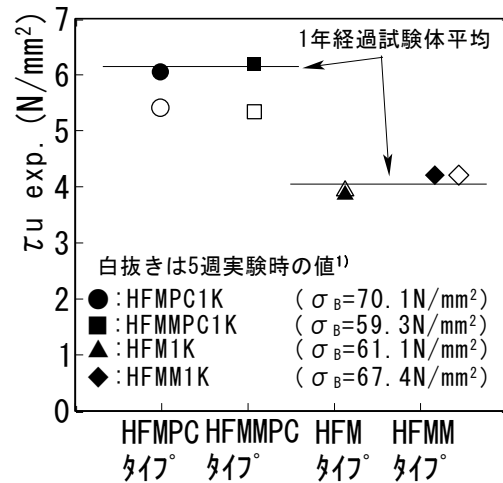 τu exp. (N/mm²)
7
6
5
4
3
2
1
0
1年経過試験体平均
白抜きは5週実験時の値¹⁾
●:HFMPC1K (σB=70.1N/mm²)
■:HFMMPC1K (σB=59.3N/mm²)
▲:HFM1K (σB=61.1N/mm²)
◆:HFMM1K (σB=67.4N/mm²)
HFMPC HFMMPC HFM HFMM
ﾀｲﾌﾟ ﾀｲﾌﾟ ﾀｲﾌﾟ ﾀｲﾌﾟ